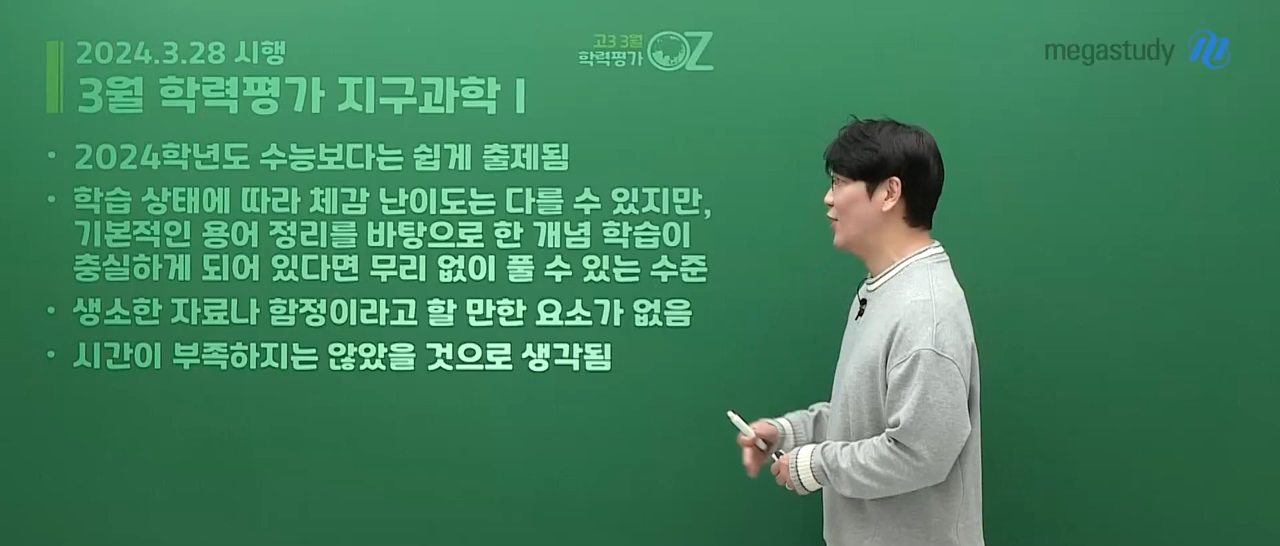 2024.3.28 시행
3월 학력평가 지구과학 I
고3 3월
학력평가 OZ
megastudy
• 2024학년도 수능보다는 쉽게 출제됨
• 학습 상태에 따라 체감 난이도는 다를 수 있지만,
기본적인 용어 정리를 바탕으로 한 개념 학습이
충실하게 되어 있다면 무리 없이 풀 수 있는 수준
• 생소한 자료나 함정이라고 할 만한 요소가 없음
• 시간이 부족하지는 않았을 것으로 생각됨